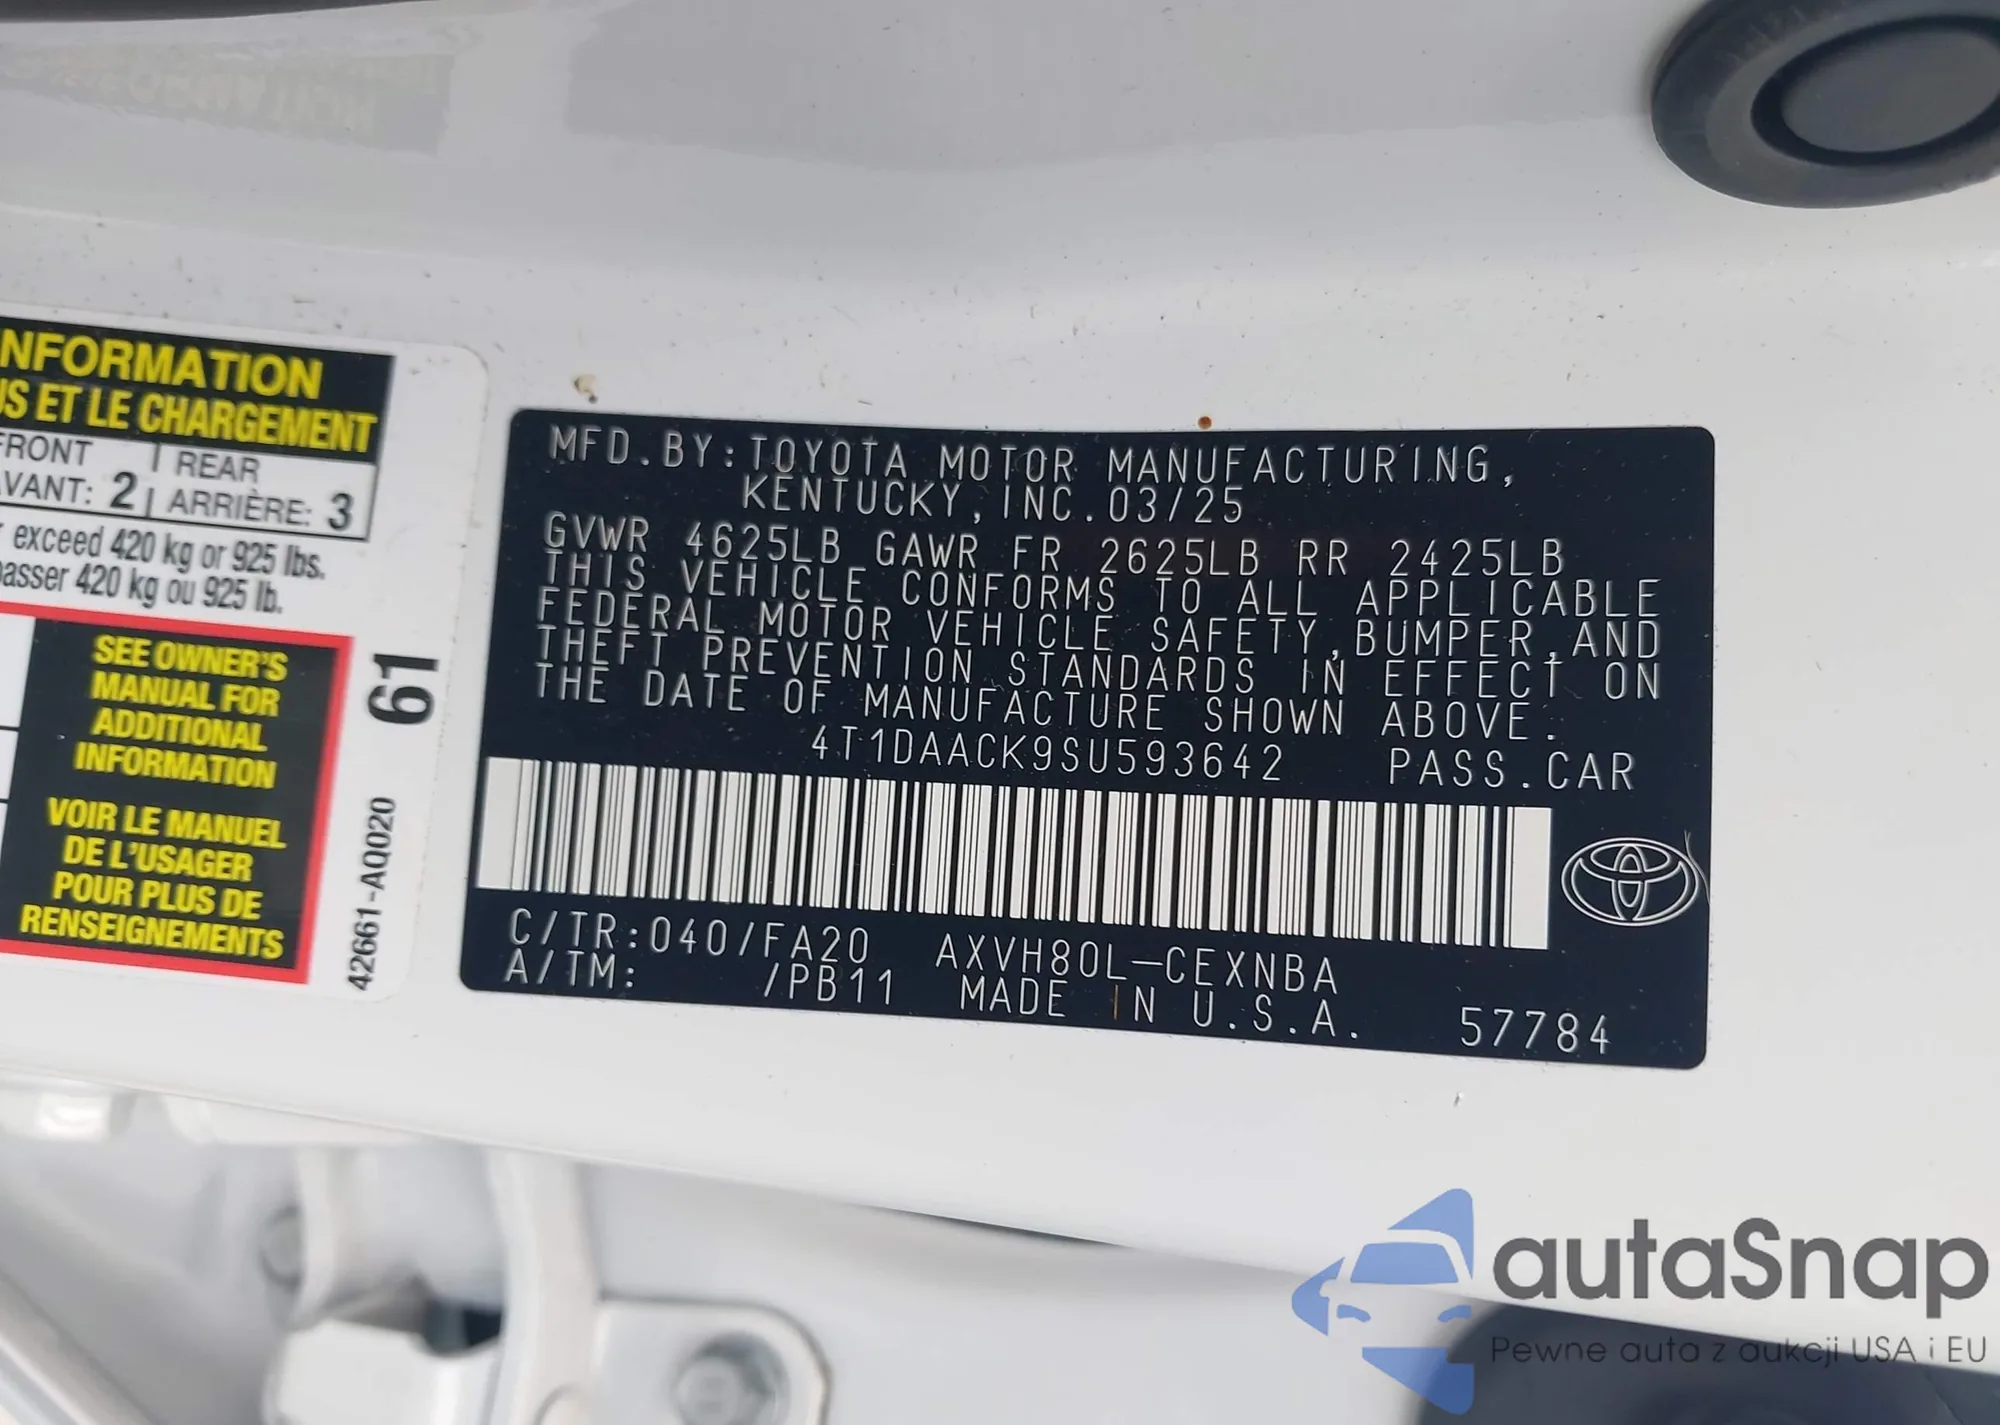 NFORMATION
US ET LE CHARGEMENT
FRONT REAR
AVANT: 2 ARRIÈRE: 3
exceed 420 kg or 925 lbs.
passer 420 kg ou 925 lb.
SEE OWNER'S
MANUAL FOR
ADDITIONAL
INFORMATION
VOIR LE MANUEL
DE L'USAGER
POUR PLUS DE
RENSEIGNEMENTS
61
42661-AQ020
MFD.BY:TOYOTA MOTOR MANUFACTURING,
KENTUCKY,INC.03/25
GVWR 4625LB GAWR FR 2625LB RR 2425LB
THIS VEHICLE CONFORMS TO ALL APPLICABLE
FEDERAL MOTOR VEHICLE SAFETY,BUMPER,AND
THEFT PREVENTION STANDARDS IN EFFECT ON
THE DATE OF MANUFACTURE SHOWN ABOVE.
4T1DAACK9SU593642 PASS.CAR
C/TR:040/FA20 AXVH80L-CEXNBA
A/TM: /PB11 MADE IN U.S.A. 57784
autaSnap
Pewne auta z aukcji USA i EU